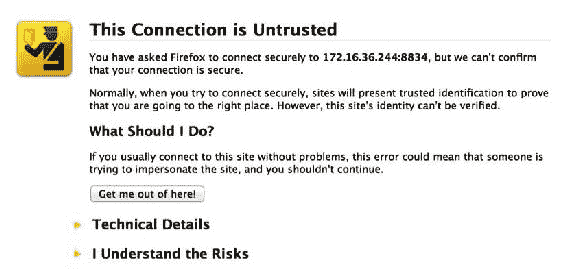 This Connection is Untrusted
You have asked Firefox to connect securely to 172.16.36.244:8834, but we can't confirm
that your connection is secure.
Normally, when you try to connect securely, sites will present trusted identification to prove
that you are going to the right place. However, this site's identity can't be verified.
What Should I Do?
If you usually connect to this site without problems, this error could mean that someone is
trying to impersonate the site, and you shouldn't continue.
Get me out of here!
Technical Details
I Understand the Risks